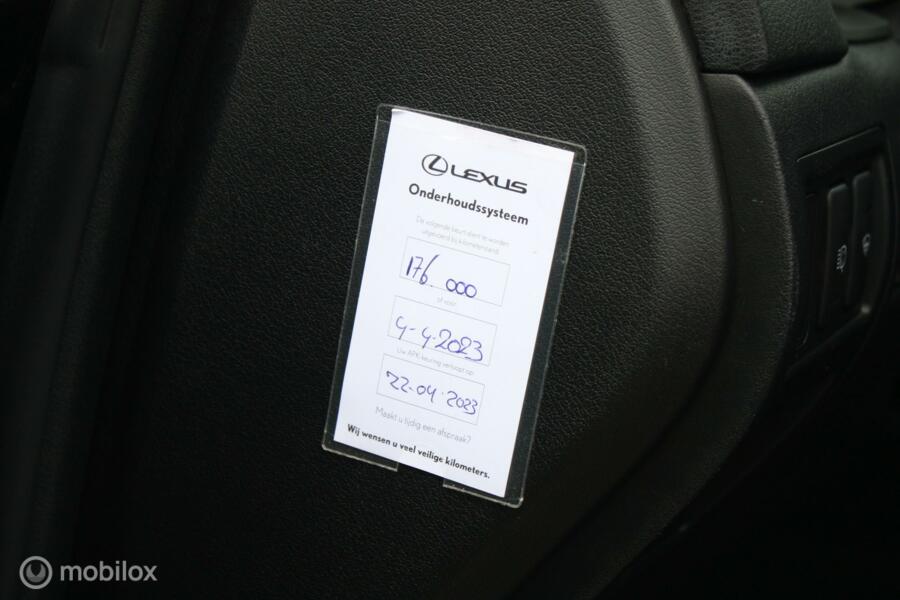 LEXUS
Onderhoudssysteem
De volgende beurt dient te worden
uitgevoerd bij kilometerstand:
176.000
of vóór:
4-4-2023
Uw APK-keuring verloopt op:
22-04-2023
Maakt u tijdig een afspraak?
Wij wensen u veel veilige kilometers.
mobilox